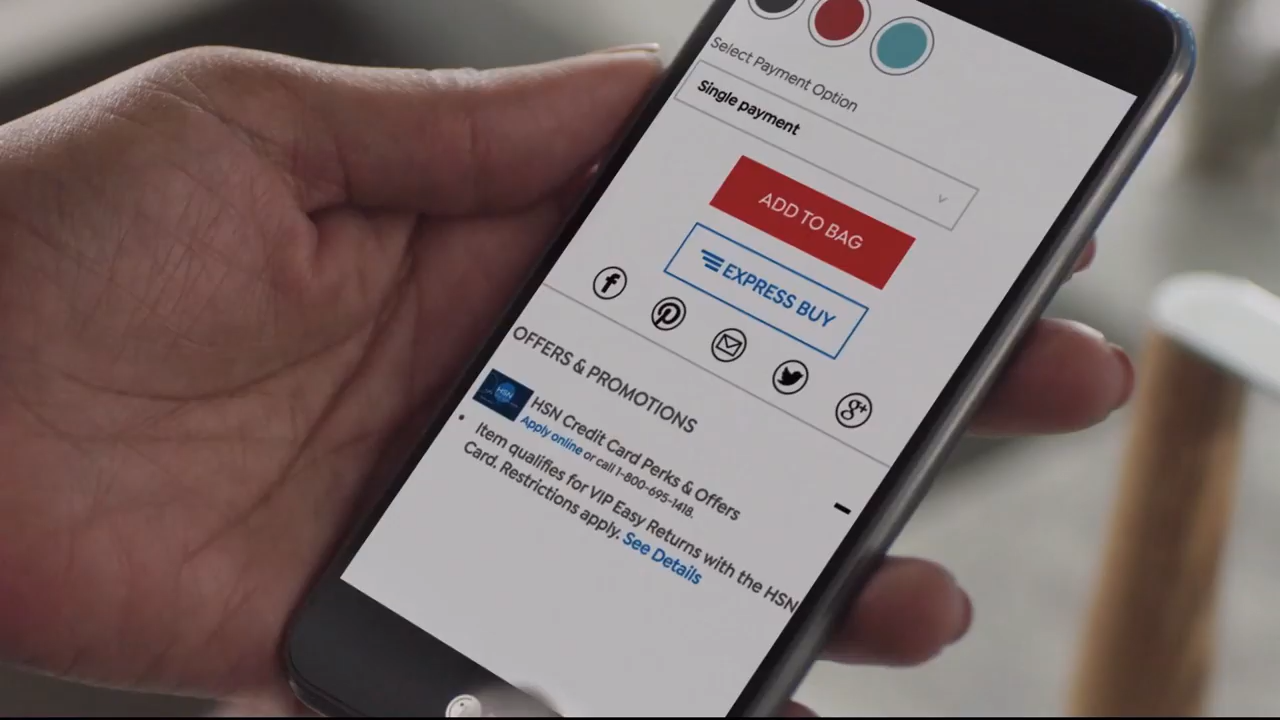 Select Payment Option
Single payment
ADD TO BAG
EXPRESS BUY
OFFERS & PROMOTIONS
HSN
HSN Credit Card Perks & Offers
Apply online or call 1-800-695-1418.
Item qualifies for VIP Easy Returns with the HSN
Card. Restrictions apply. See Details